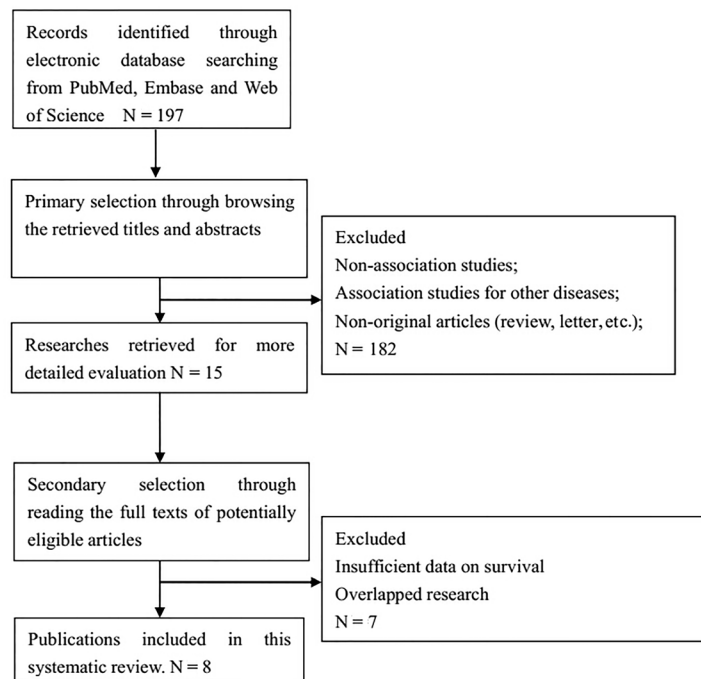 Records identified through
electronic database searching
from PubMed, Embase and Web
of Science N = 197
Primary selection through browsing
the retrieved titles and abstracts
Excluded
Non-association studies;
Association studies for other diseases;
Non-original articles (review, letter, etc.);
N = 182
Researches retrieved for more
detailed evaluation N = 15
Secondary selection through
reading the full texts of potentially
eligible articles
Excluded
Insufficient data on survival
Overlapped research
N = 7
Publications included in this
systematic review. N = 8